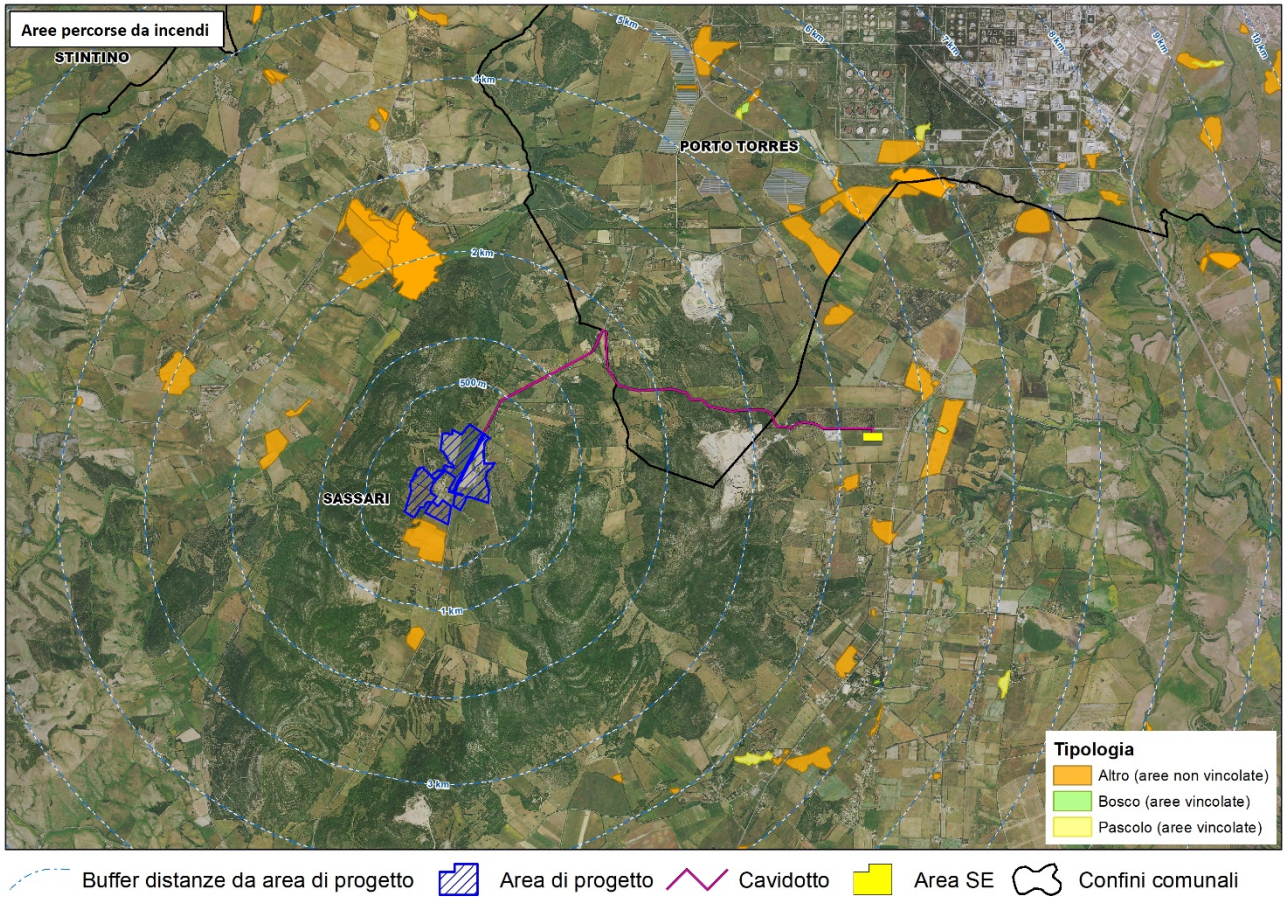 Aree percorse da incendi
STINTINO
5 km
6 km
7 km
8 km
9 km
10 km
4 km
PORTO TORRES
2 km
500 m
SASSARI
1 km
3 km
Tipologia
Altro (aree non vincolate)
Bosco (aree vincolate)
Pascolo (aree vincolate)
Buffer distanze da area di progetto
Area di progetto
Cavidotto
Area SE
Confini comunali